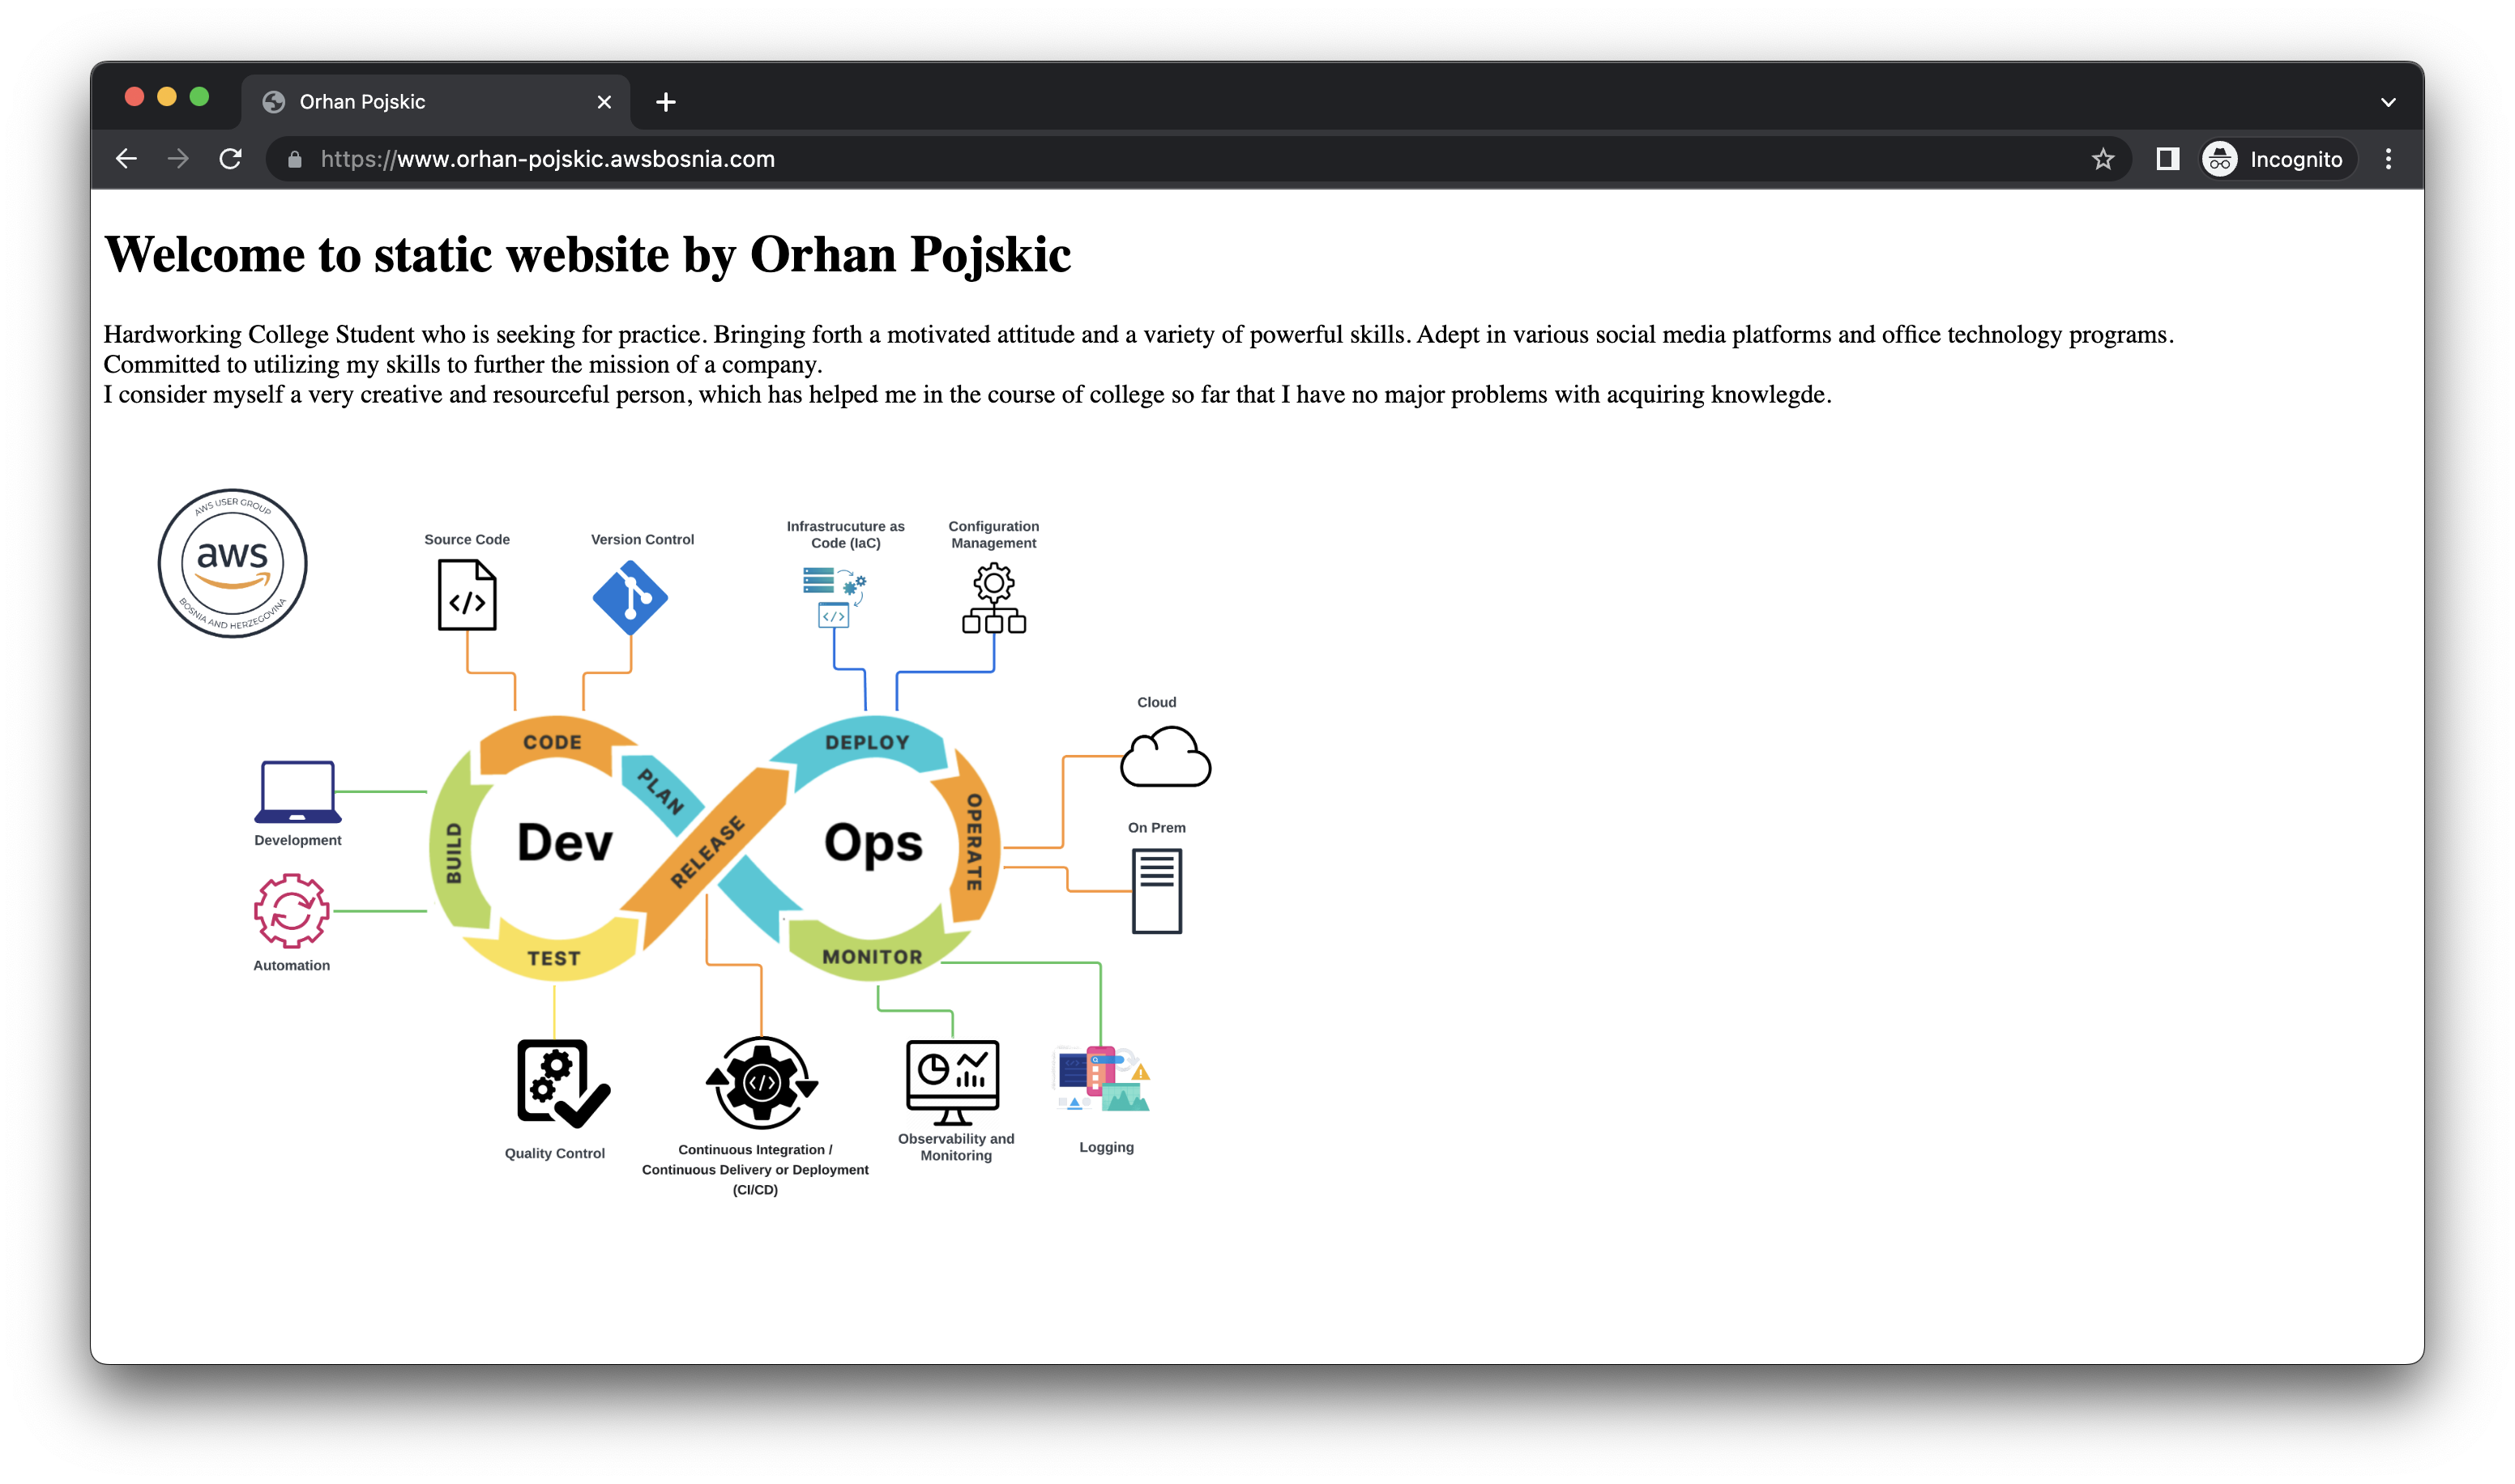 Orhan Pojskic
https://www.orhan-pojskic.awsbosnia.com
Incognito
Welcome to static website by Orhan Pojskic
Hardworking College Student who is seeking for practice. Bringing forth a motivated attitude and a variety of powerful skills. Adept in various social media platforms and office technology programs.
Committed to utilizing my skills to further the mission of a company.
I consider myself a very creative and resourceful person, which has helped me in the course of college so far that I have no major problems with acquiring knowlegde.
AWS USER GROUP
aws
BOSNIA AND HERZEGOVINA
Source Code
Version Control
Infrastrucuture as
Code (IaC)
Configuration
Management
</>
</>
Cloud
CODE
DEPLOY
PLAN
Development
BUILD
Dev
RELEASE
Ops
OPERATE
On Prem
Automation
TEST
MONITOR
</>
Quality Control
Continuous Integration /
Continuous Delivery or Deployment
(CI/CD)
Observability and
Monitoring
Logging